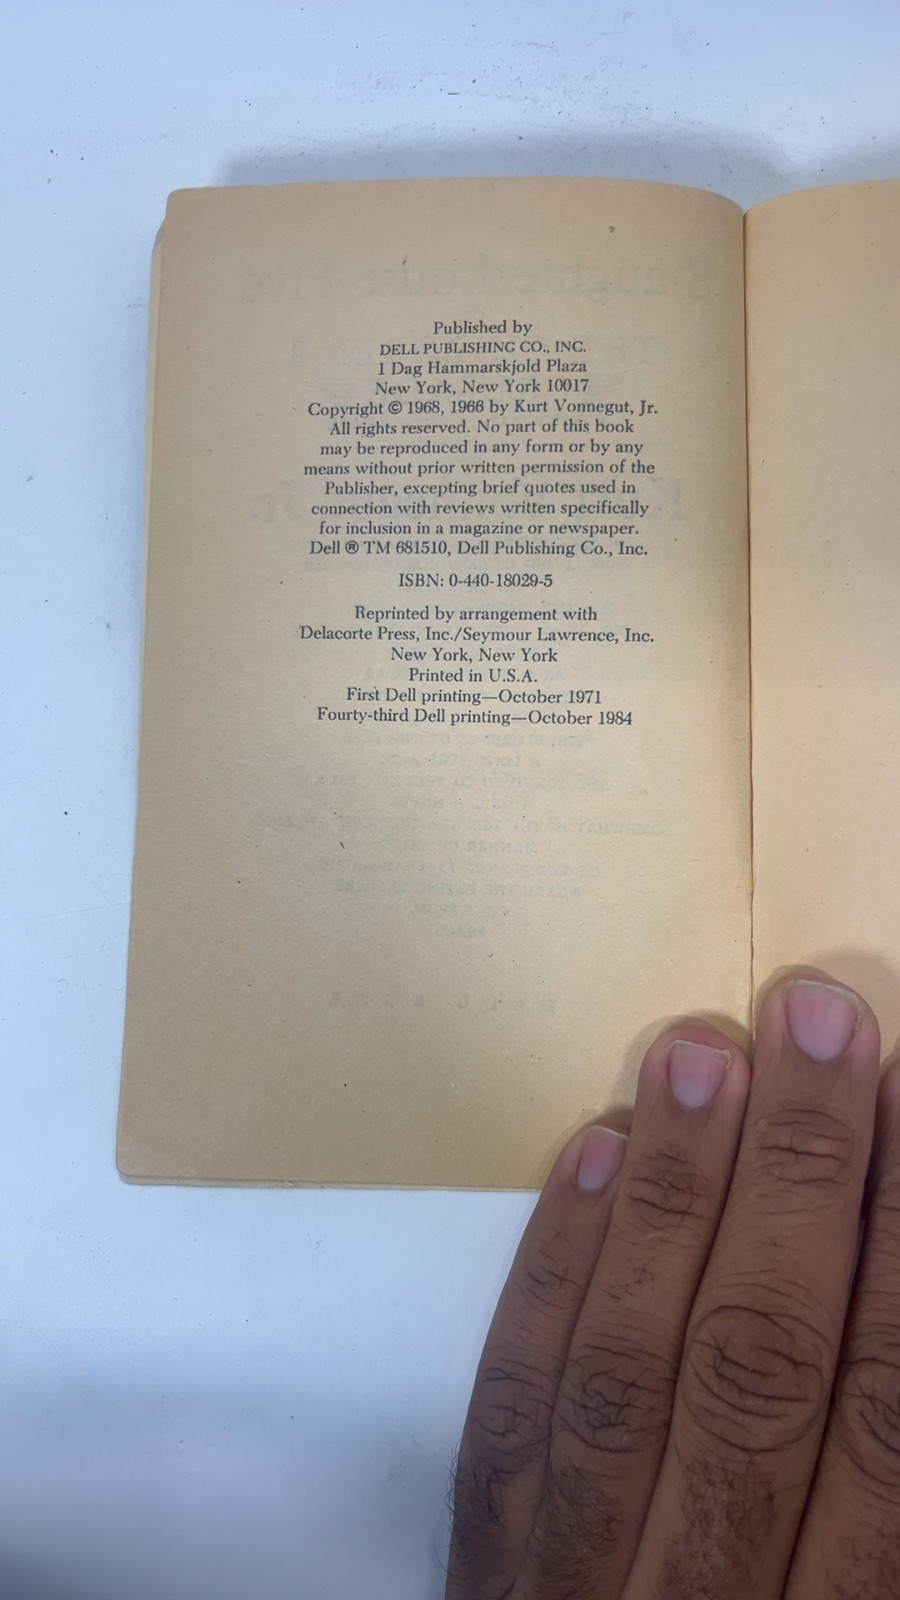 Slaughterhouse-Five
Published by
DELL PUBLISHING CO., INC.
1 Dag Hammarskjold Plaza
New York, New York 10017
Copyright © 1968, 1966 by Kurt Vonnegut, Jr.
All rights reserved. No part of this book
may be reproduced in any form or by any
means without prior written permission of the
Publisher, excepting brief quotes used in
connection with reviews written specifically
for inclusion in a magazine or newspaper.
Dell ® TM 681510, Dell Publishing Co., Inc.
ISBN: 0-440-18029-5
Reprinted by arrangement with
Delacorte Press, Inc./Seymour Lawrence, Inc.
New York, New York
Printed in U.S.A.
First Dell printing—October 1971
Fourty-third Dell printing—October 1984